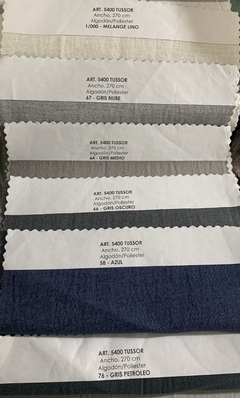 ART. 5400 TUSSOR
Ancho. 270 cm
1/000 - MELANGE LINO
ART. 5400 TUSSOR
Ancho. 270 cm
Algodón/Poliester
67 - GRIS NUBE
ART. 5400 TUSSOR
Ancho. 270 cm
Algodón/Poliester
64 - GRIS MEDIO
ART. 5400 TUSSOR
Ancho. 270 cm
Algodón/Poliester
66 - GRIS OSCURO
ART. 5400 TUSSOR
Ancho. 270 cm
Algodón/Poliester
58 - AZUL
ART. 5400 TUSSOR
Ancho. 270 cm
Algodón/Poliester
76 - GRIS PETROLEO